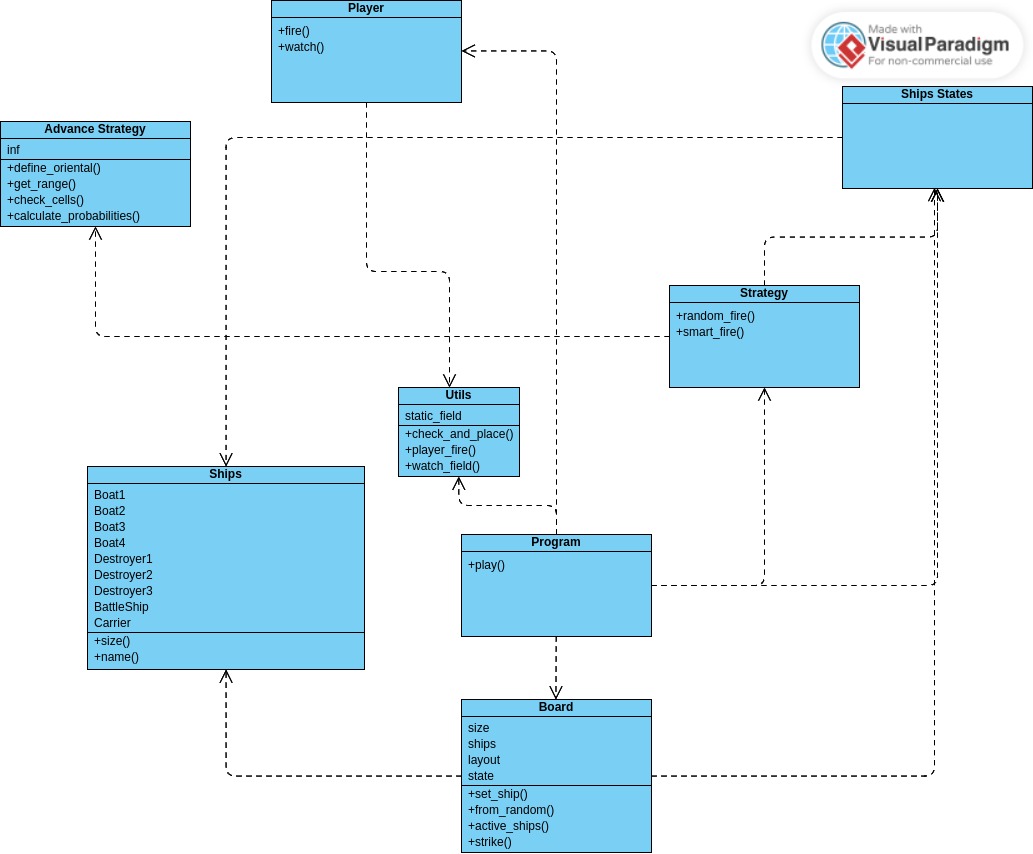 Player
+fire()
+watch()
Made with
VisualParadigm
For non-commercial use
Ships States
Advance Strategy
inf
+define_oriental()
+get_range()
+check_cells()
+calculate_probabilities()
Strategy
+random_fire()
+smart_fire()
Utils
static_field
+check_and_place()
+player_fire()
+watch_field()
Ships
Boat1
Boat2
Boat3
Boat4
Destroyer1
Destroyer2
Destroyer3
BattleShip
Carrier
+size()
+name()
Program
+play()
Board
size
ships
layout
state
+set_ship()
+from_random()
+active_ships()
+strike()